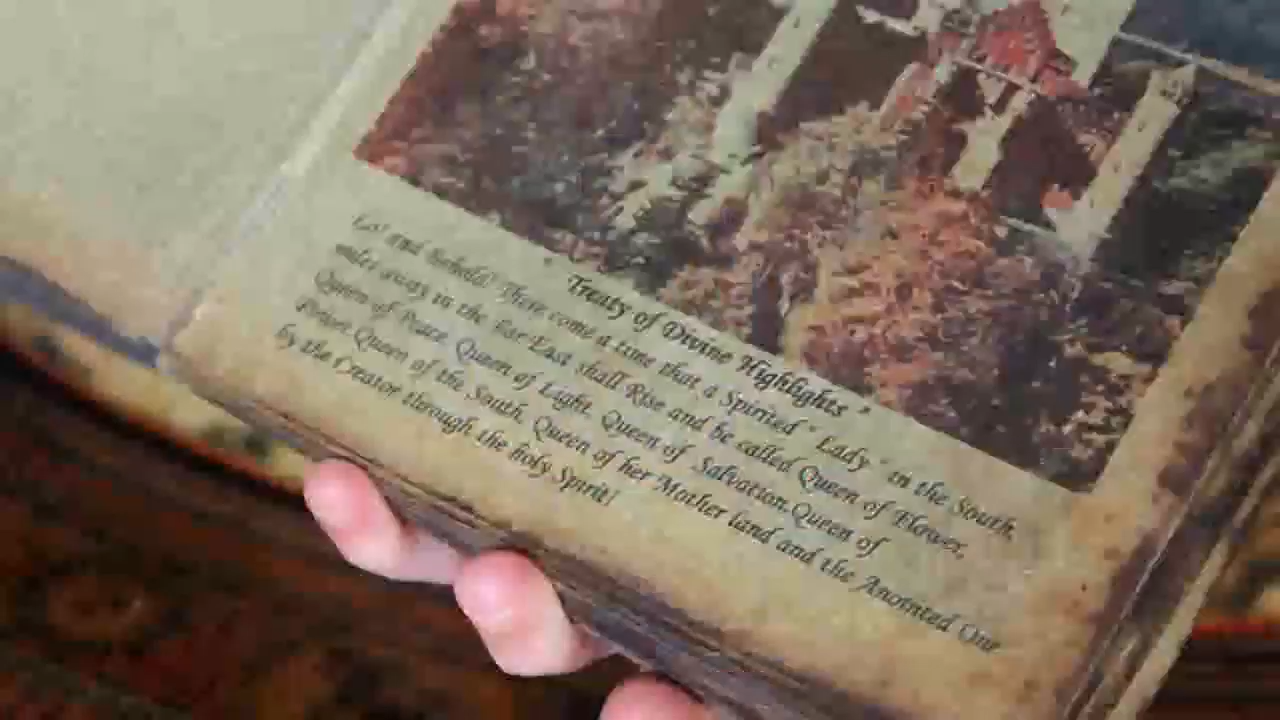 " Treaty of Divine Highlights "
Lo! and Behold! There come a time that a Spirited " Lady " in the South,
miles away in the Far East shall Rise and be called Queen of Flower,
Queen of Peace, Queen of Light, Queen of Salvation,Queen of
Power, Queen of the South, Queen of her Mother land and the Anointed One
by the Creator through the holy Spirit!